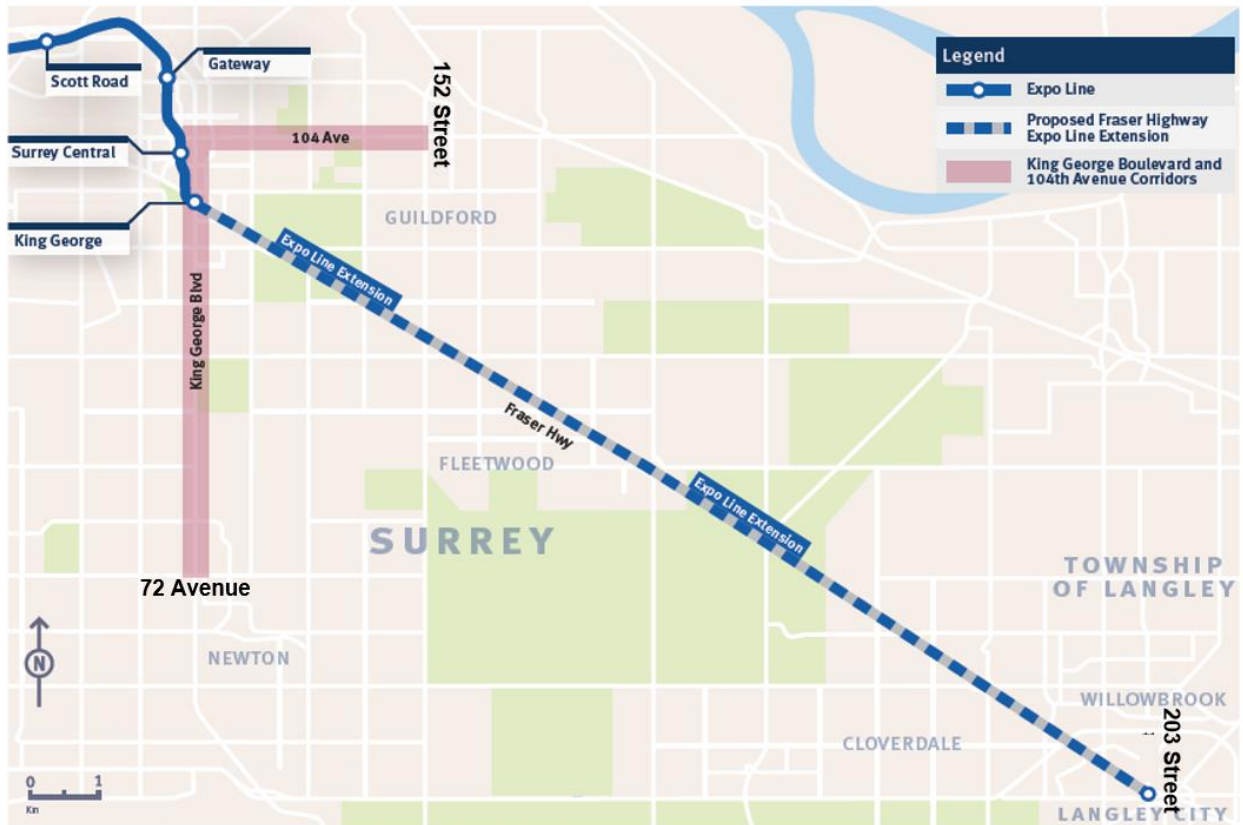 Scott Road
Gateway
152 Street
Legend
Expo Line
Proposed Fraser Highway
Expo Line Extension
King George Boulevard and
104th Avenue Corridors
104 Ave
Surrey Central
King George
GUILDFORD
Expo Line Extension
King George Blvd
Fraser Hwy
FLEETWOOD
Expo Line Extension
SURREY
TOWNSHIP
OF LANGLEY
72 Avenue
N
NEWTON
WILLOWBROOK
203 Street
CLOVERDALE
0 1
Km
LANGLEY CITY